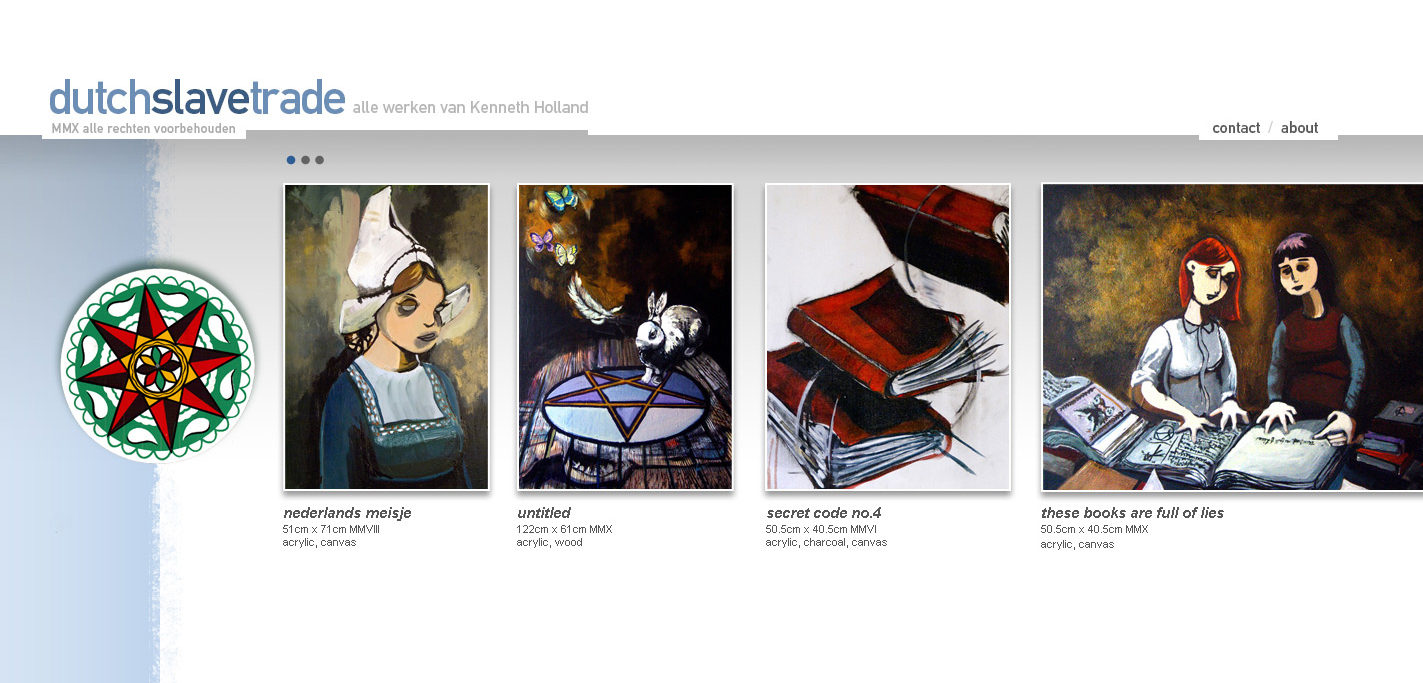 dutchslavetrade alle werken van Kenneth Holland
MMX alle rechten voorbehouden
contact / about
nederlands meisje
51cm x 71cm MMVIII
acrylic, canvas
untitled
122cm x 61cm MMX
acrylic, wood
secret code no.4
50.5cm x 40.5cm MMVI
acrylic, charcoal, canvas
these books are full of lies
50.5cm x 40.5cm MMX
acrylic, canvas